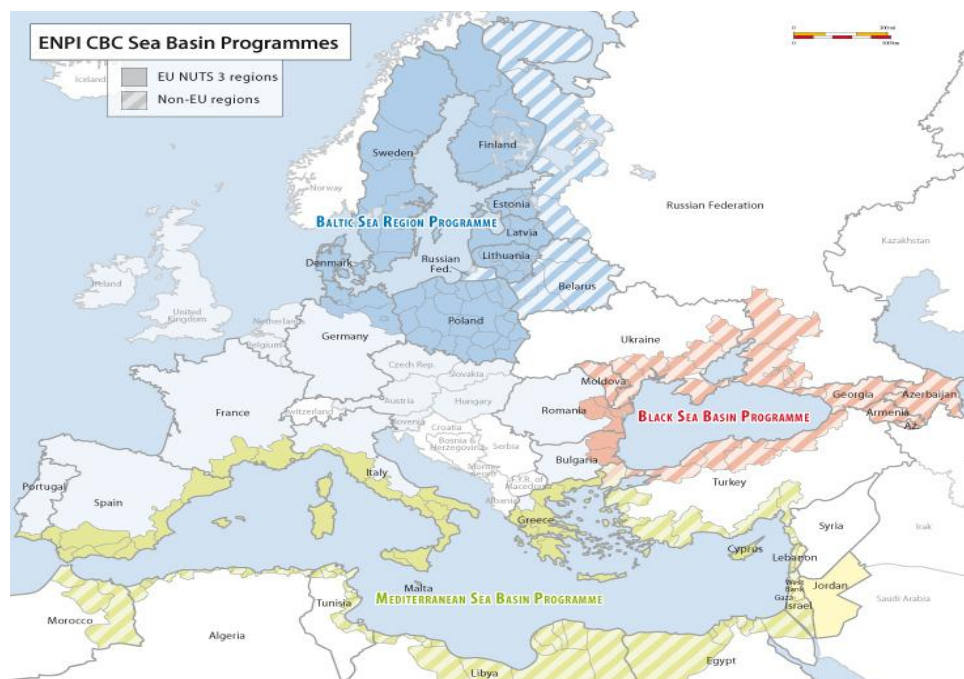 ENPI CBC Sea Basin Programmes
EU NUTS 3 regions
Non-EU regions
Iceland
Sweden
Finland
Norway
Russian Federation
Estonia
BALTIC SEA REGION PROGRAMME
Latvia
Kazakhstan
Denmark
Lithuania
Russian
Fed.
Ireland
Belarus
United
Kingdom
Netherlands
Poland
Germany
Belgium
Ukraine
Czech Rep.
Slovakia
Moldova
Austria
Hungary
France
Switzerland
Romania
Georgia
Azerbaijan
Slovenia
Croatia
BLACK SEA BASIN PROGRAMME
Armenia
Az.
Bosnia &
Herzegovina
Serbia
Bulgaria
Italy
Monte-
negro
F.Y.R. of
Macedonia
Turkey
Portugal
Spain
Albania
Greece
Syria
Irak
Cyprus
Lebanon
Malta
West
Bank
Jordan
Gaza
Israel
Tunisia
MEDITERRANEAN SEA BASIN PROGRAMME
Saudi Arabia
Morocco
Algeria
Libya
Egypt